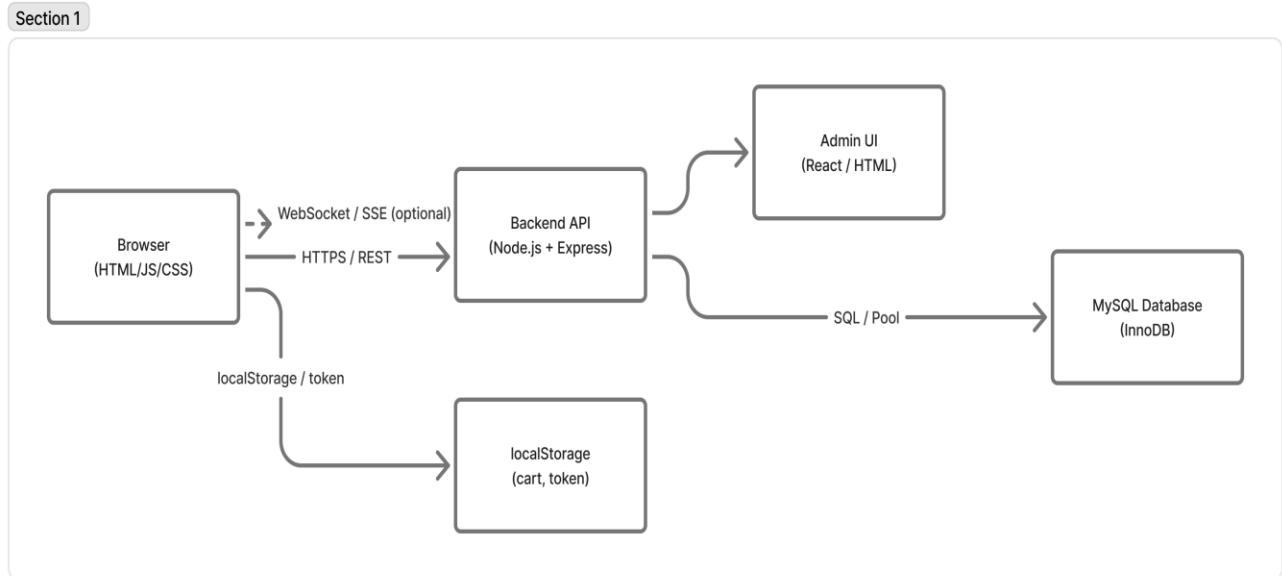 Section 1
Browser
(HTML/JS/CSS)
WebSocket / SSE (optional)
HTTPS / REST
localStorage / token
Backend API
(Node.js + Express)
localStorage
(cart, token)
Admin UI
(React / HTML)
SQL / Pool
MySQL Database
(InnoDB)